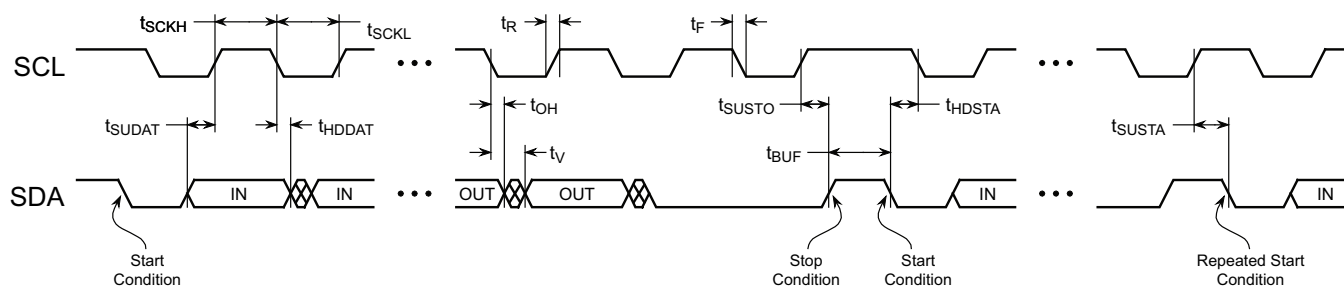 tSCKH
tSCKL
tR
tF
SCL
tOH
tSUSTO
tHDSTA
tSUDAT
tHDDAT
tSUSTA
tV
tBUF
SDA
IN
IN
OUT
OUT
IN
IN
Start
Condition
Stop
Condition
Start
Condition
Repeated Start
Condition